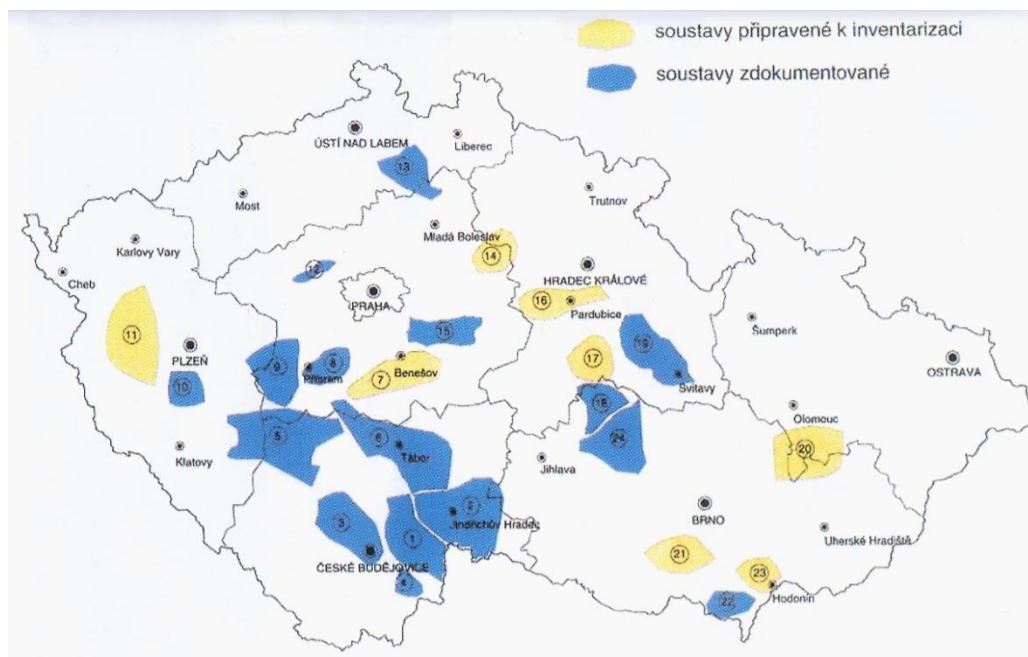 soustavy připravené k inventarizaci
soustavy zdokumentované
ÚSTÍ NAD LABEM
Liberec
13
Most
Trutnov
Mladá Boleslav
Karlovy Vary
14
Cheb
12
HRADEC KRÁLOVÉ
PRAHA
16
Pardubice
11
15
Šumperk
PLZEŇ
19
17
OSTRAVA
9
8
Příbram
Benešov
7
Svitavy
10
18
Olomouc
5
6
24
Klatovy
Tábor
20
Jihlava
2
BRNO
3
Jindřichův Hradec
1
Uherské Hradiště
21
ČESKÉ BUDĚJOVICE
23
4
Hodonín
22